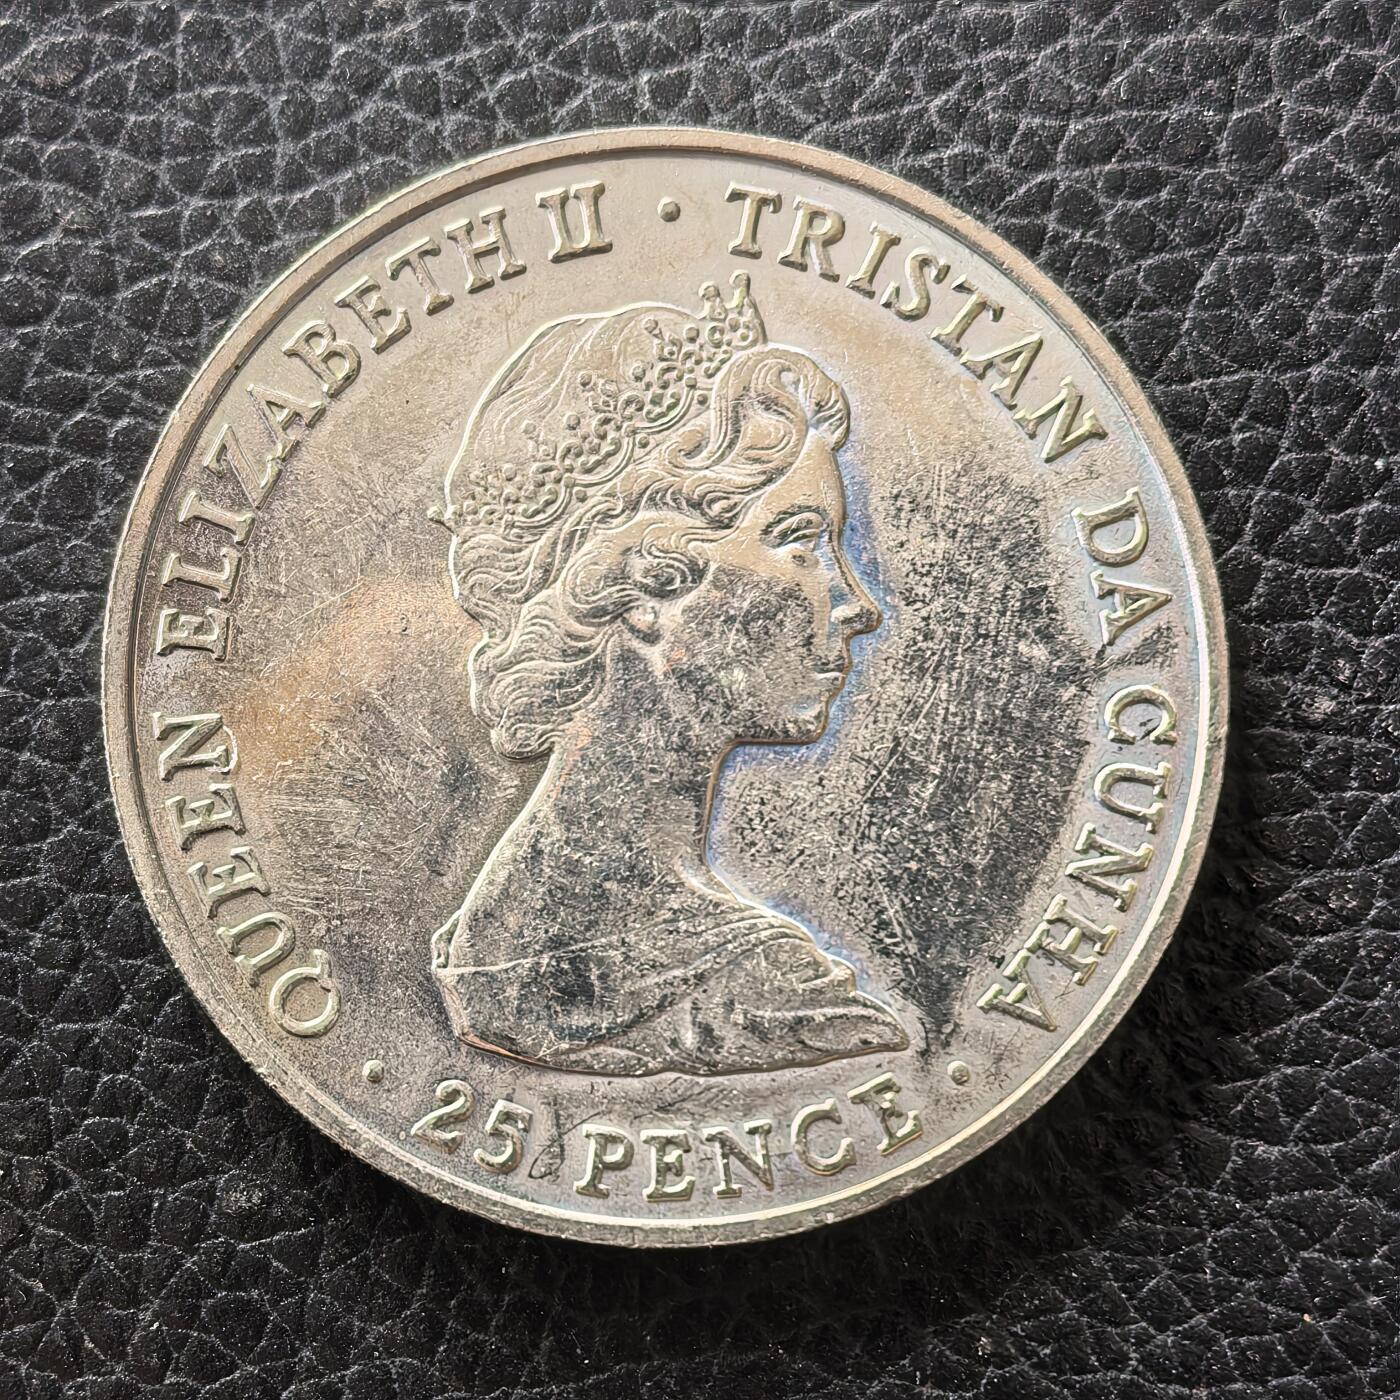 QUEEN ELIZABETH II · TRISTAN DA CUNHA
· 25 PENCE ·